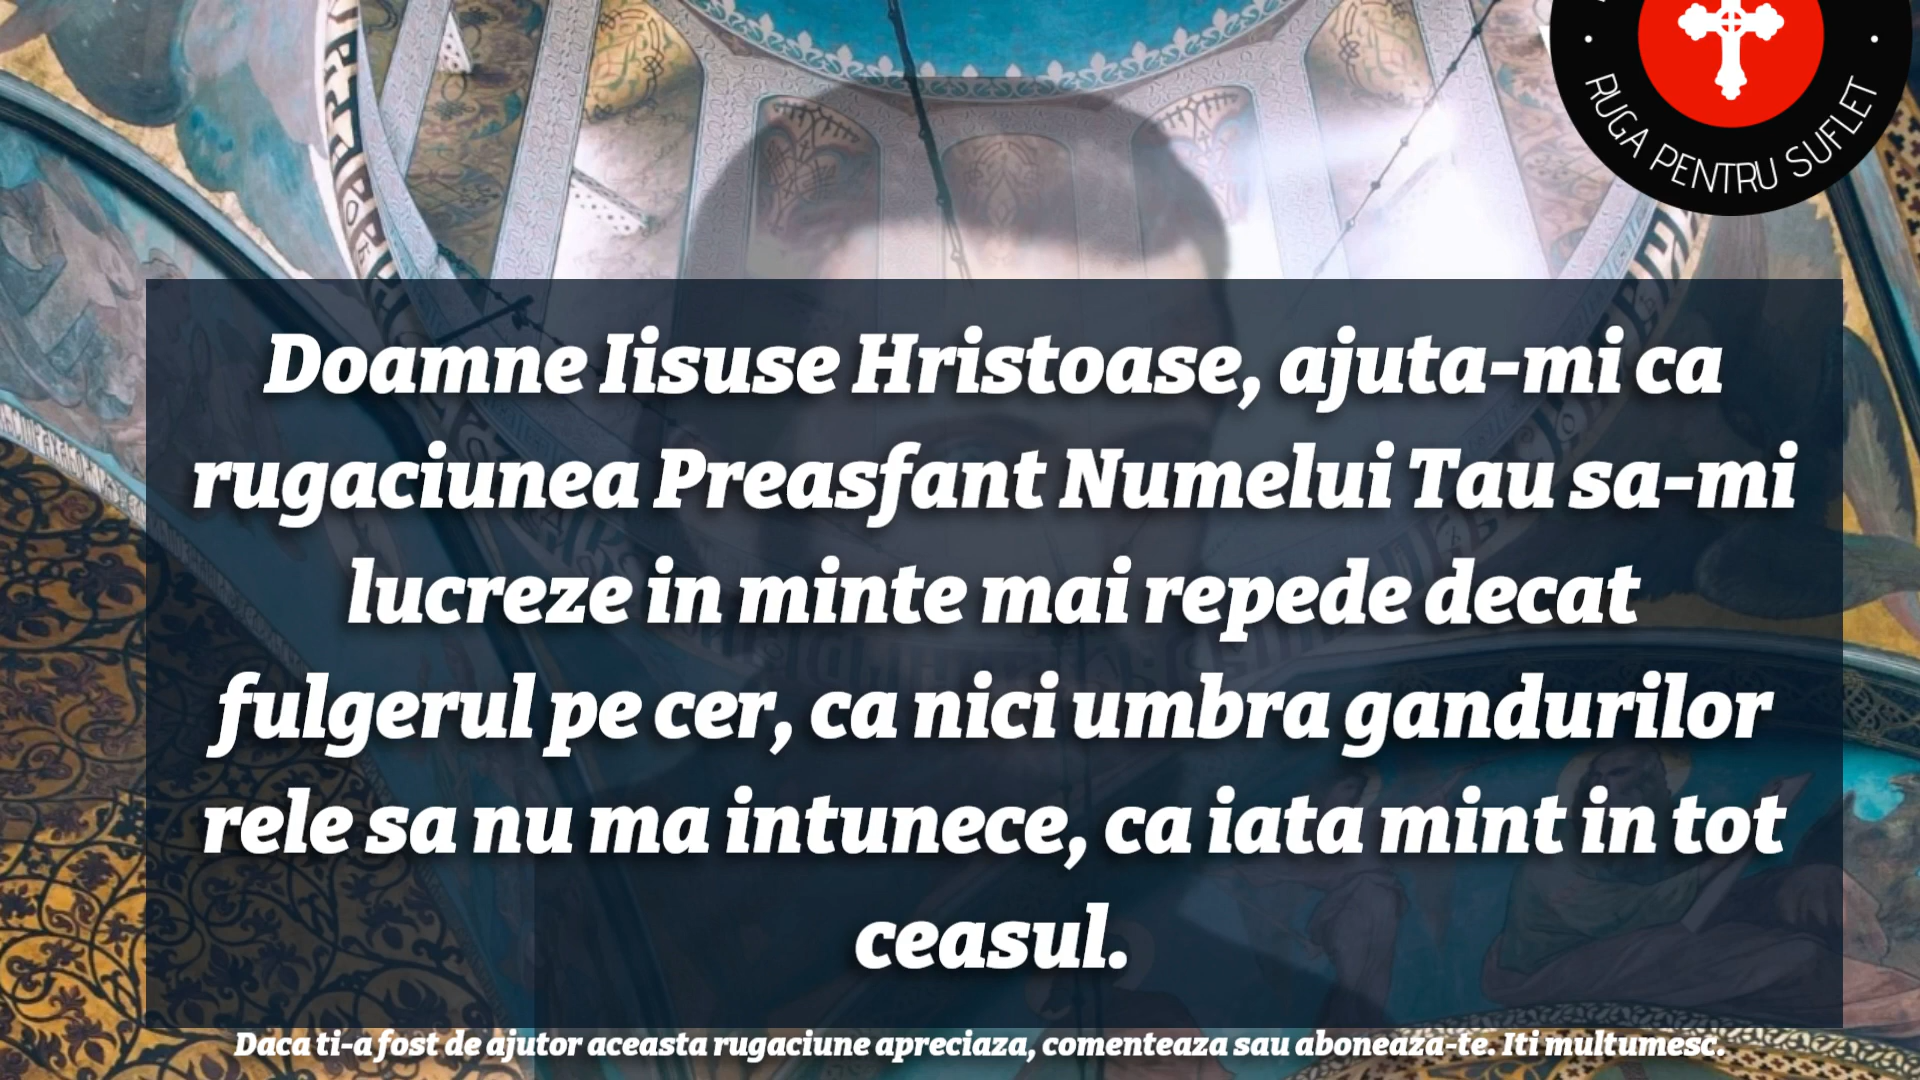 RUGA PENTRU SUFLET
Doamne Iisuse Hristoase, ajuta-mi ca
rugaciunea Preasfant Numelui Tau sa-mi
lucreze in minte mai repede decat
fulgerul pe cer, ca nici umbra gandurilor
rele sa nu ma intunece, ca iata mint in tot
ceasul.
Daca ti-a fost de ajutor aceasta rugaciune apreciaza, comenteaza sau aboneaza-te. Iti multumesc.